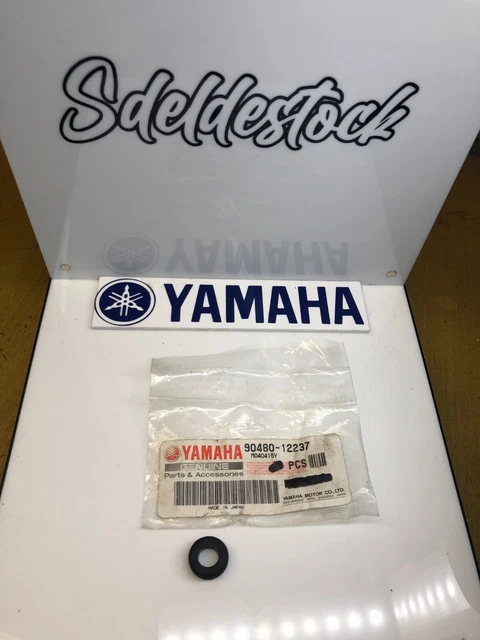 Sdeldestock
YAMAHA
YAMAHA
YAMAHA 90480-12237
GENUINE M040415Y
Parts & Accessories PCS
MADE IN JAPAN
YAMAHA MOTOR CO.,LTD.